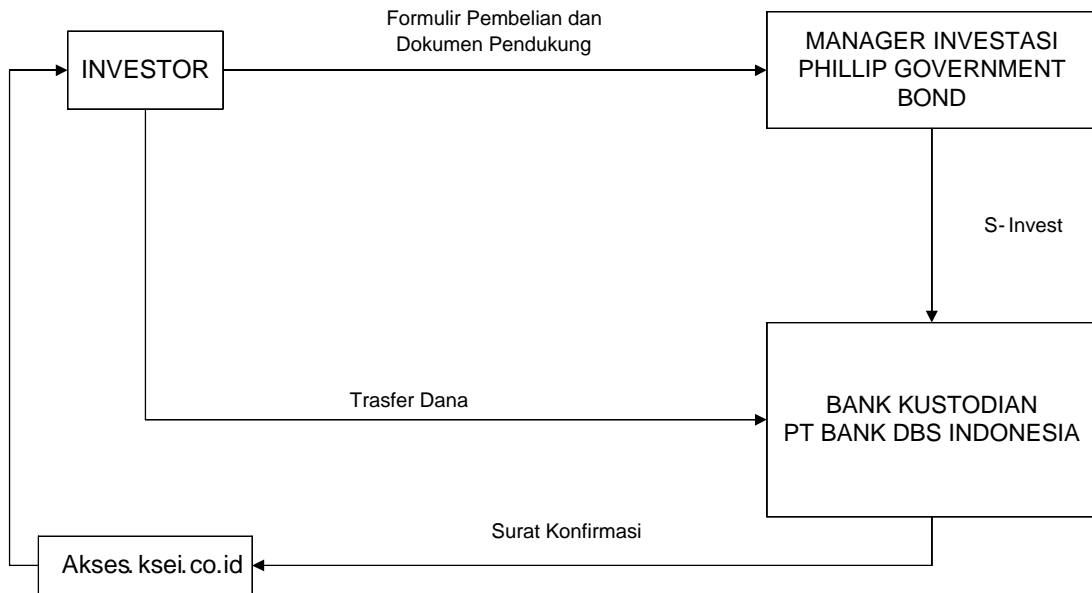 Formulir Pembelian dan
Dokumen Pendukung
INVESTOR
MANAGER INVESTASI
PHILLIP GOVERNMENT
BOND
S-Invest
Trasfer Dana
BANK KUSTODIAN
PT BANK DBS INDONESIA
Surat Konfirmasi
Akses.ksei.co.id